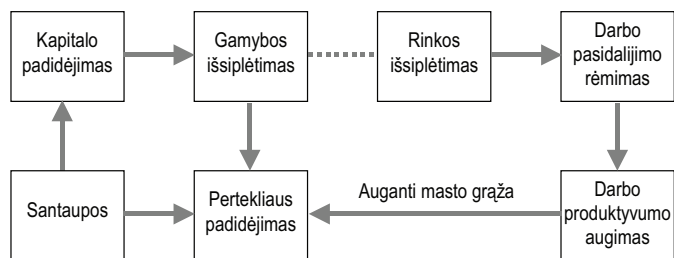 Kapitalo
padidėjimas
Gamybos
išsiplėtimas
Rinkos
išsiplėtimas
Darbo
pasidalijimo
rėmimas
Santaupos
Pertekliaus
padidėjimas
Auganti masto grąža
Darbo
produktyvumo
augimas